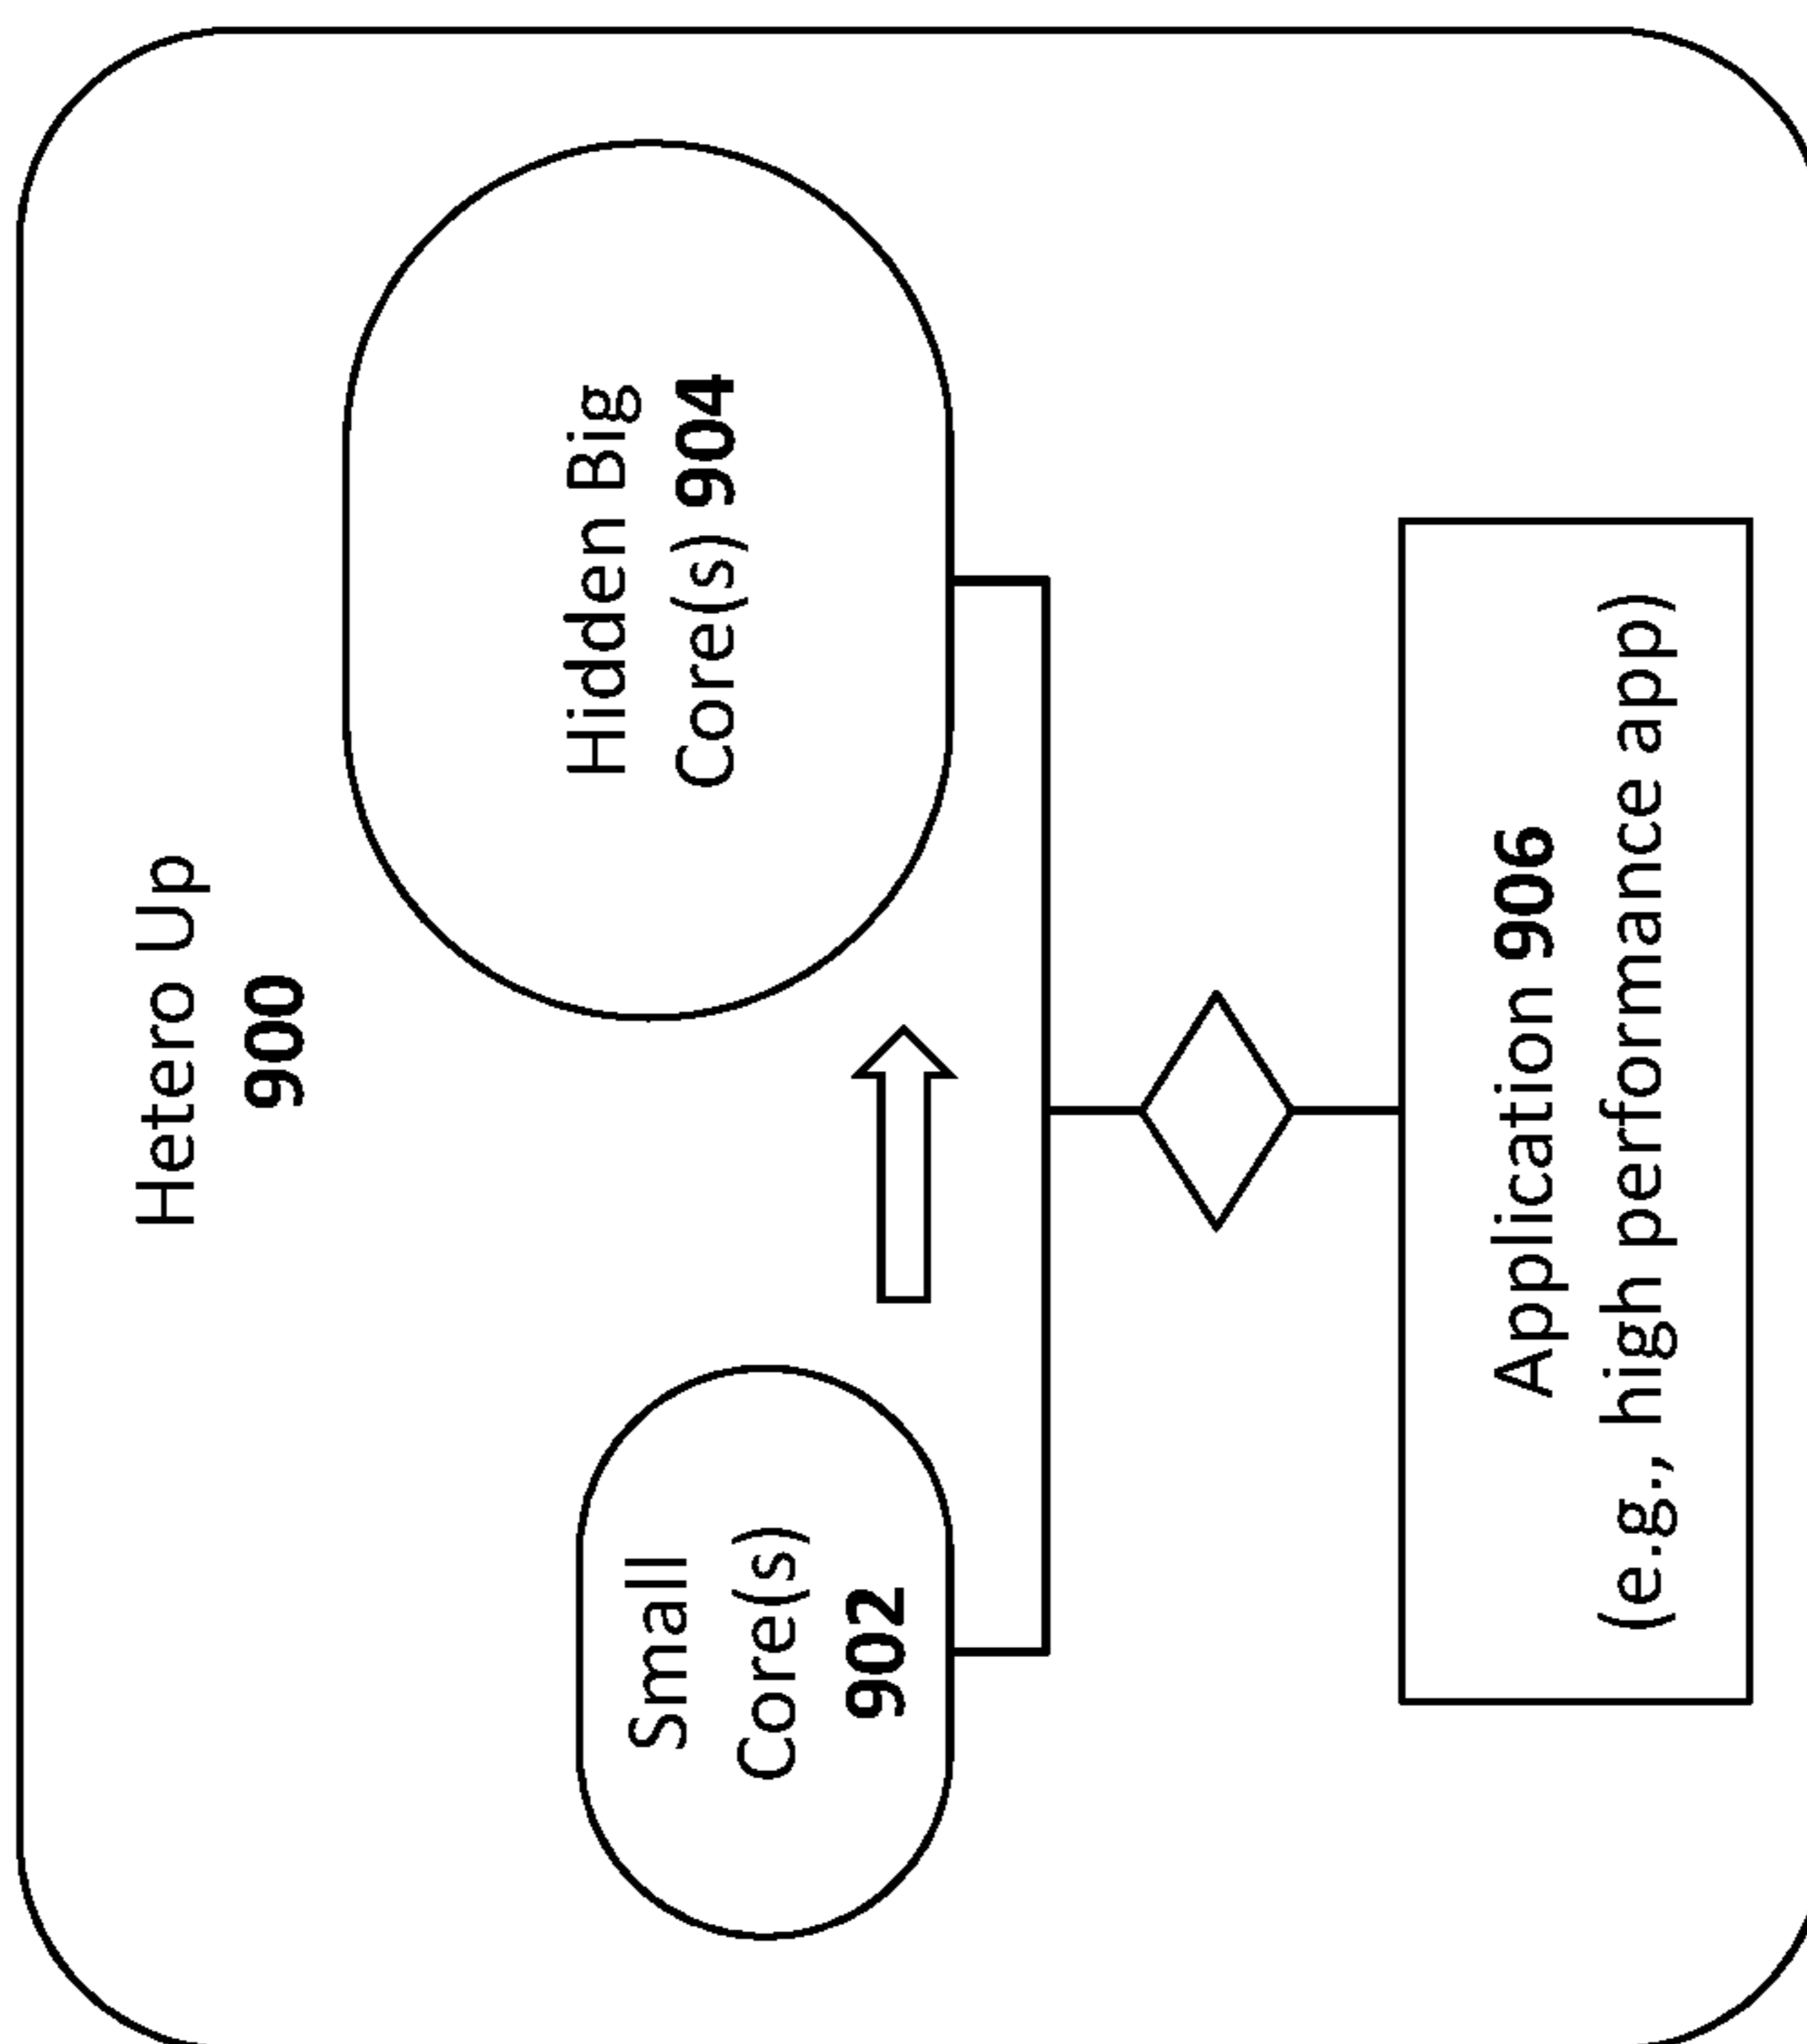 Hetero Up
900
Small
Core(s)
902
Hidden Big
Core(s) 904
Application 906
(e.g., high performance app)